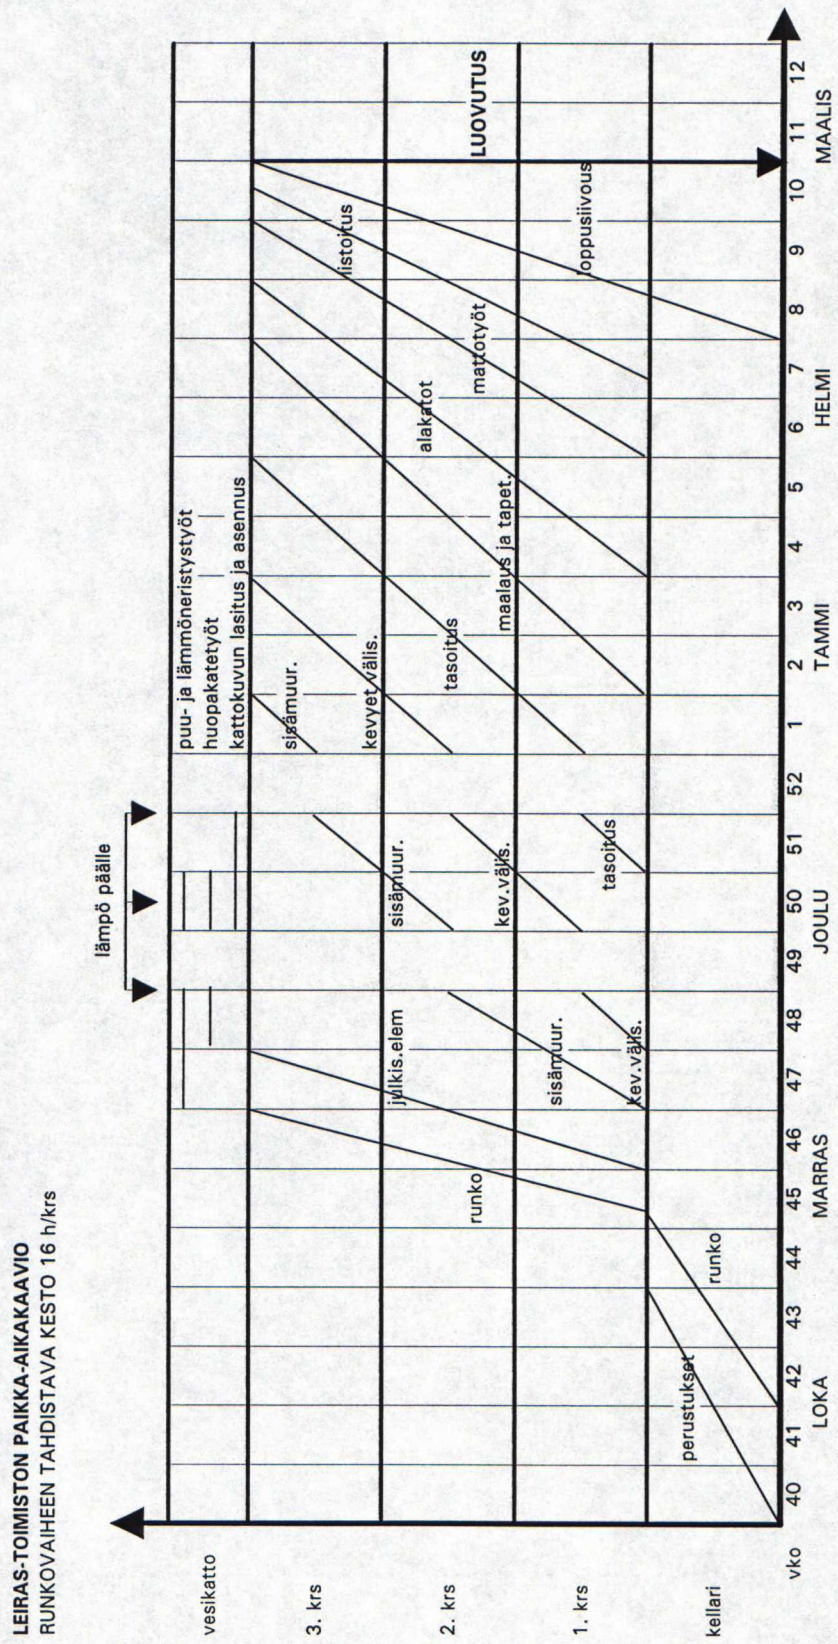 LEIRAS-TOIMISTON PAIKKA-AIKAKAAVIO
RUNKOVAIHEEN TAHDISTAVA KESTO 16 h/krs
lämpö päälle
vesikatto
puu- ja lämmöneristystyöt
huopakatetyöt
kattokuvun lasitus ja asennus
3. krs
julkis.elem
sisämuur.
sisämuur.
kevyet välis.
alakatot
listoitus
2. krs
runko
kev.välis.
tasoitus
maalaus ja tapet.
mattotyöt
LUOVUTUS
1. krs
sisämuur.
kev.välis.
tasoitus
loppusiivous
kellari
perustukset
runko
vko 40 41 42 43 44 45 46 47 48 49 50 51 52 1 2 3 4 5 6 7 8 9 10 11 12
LOKA MARRAS JOULU TAMMI HELMI MAALIS